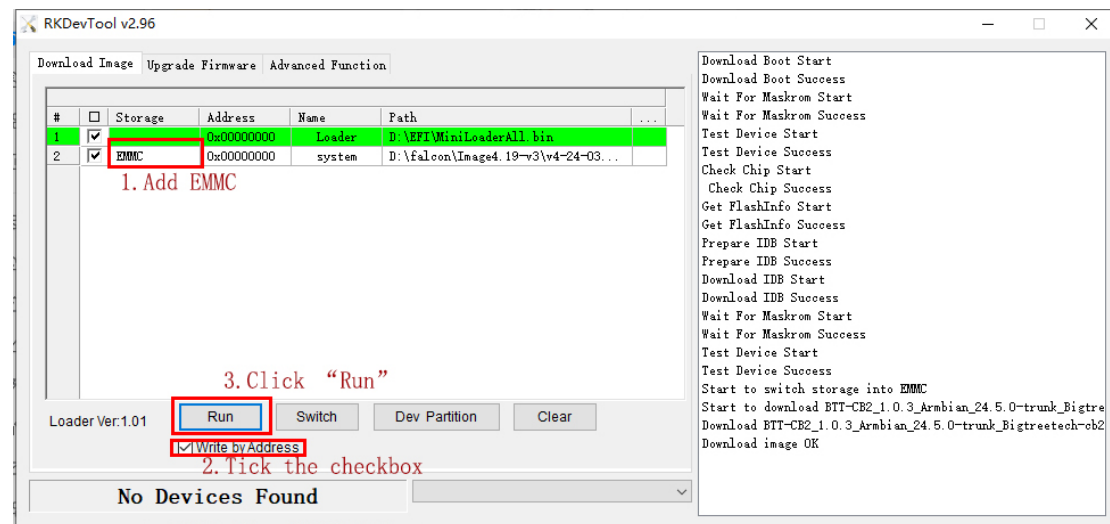 RKDevTool v2.96
Download Image Upgrade Firmware Advanced Function
# Storage Address Name Path ...
1 0x00000000 Loader D:\EFI\MiniLoaderAll.bin
2 EMMC 0x00000000 system D:\falcon\Image4.19-v3\v4-24-03...
1. Add EMMC
3. Click “Run”
Loader Ver:1.01 Run Switch Dev Partition Clear
Write by Address
2. Tick the checkbox
No Devices Found
Download Boot Start
Download Boot Success
Wait For Maskrom Start
Wait For Maskrom Success
Test Device Start
Test Device Success
Check Chip Start
Check Chip Success
Get FlashInfo Start
Get FlashInfo Success
Prepare IDB Start
Prepare IDB Success
Download IDB Start
Download IDB Success
Wait For Maskrom Start
Wait For Maskrom Success
Test Device Start
Test Device Success
Start to switch storage into EMMC
Start to download BTT-CB2_1.0.3_Armbian_24.5.0-trunk_Bigtre
Download BTT-CB2_1.0.3_Armbian_24.5.0-trunk_Bigtreetech-cb2
Download image OK